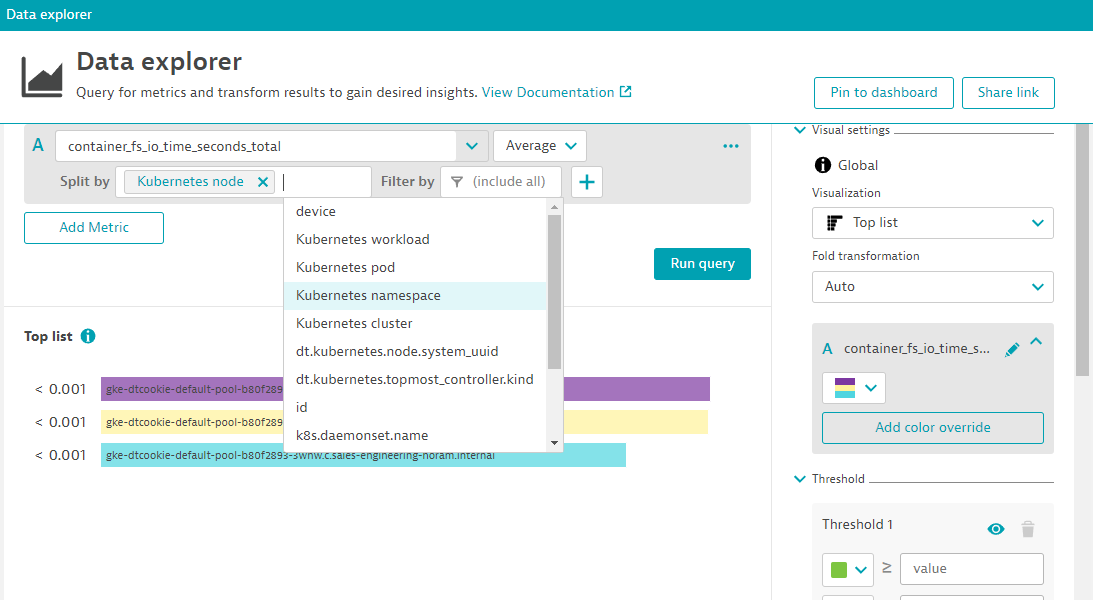 Data explorer
Data explorer
Query for metrics and transform results to gain desired insights. View Documentation
Pin to dashboard
Share link
A container_fs_io_time_seconds_total Average
Split by Kubernetes node Filter by (include all)
device
Kubernetes workload
Kubernetes pod
Kubernetes namespace
Kubernetes cluster
dt.kubernetes.node.system_uuid
dt.kubernetes.topmost_controller.kind
id
k8s.daemonset.name
Add Metric
Run query
Top list
< 0.001 gke-dtcookie-default-pool-b80f289
< 0.001 gke-dtcookie-default-pool-b80f289
< 0.001 gke-dtcookie-default-pool-b80f2893-3whw.c.sales-engineering-noram.internal
Visual settings
Global
Visualization
Top list
Fold transformation
Auto
A container_fs_io_time_s...
Add color override
Threshold
Threshold 1
≥ value